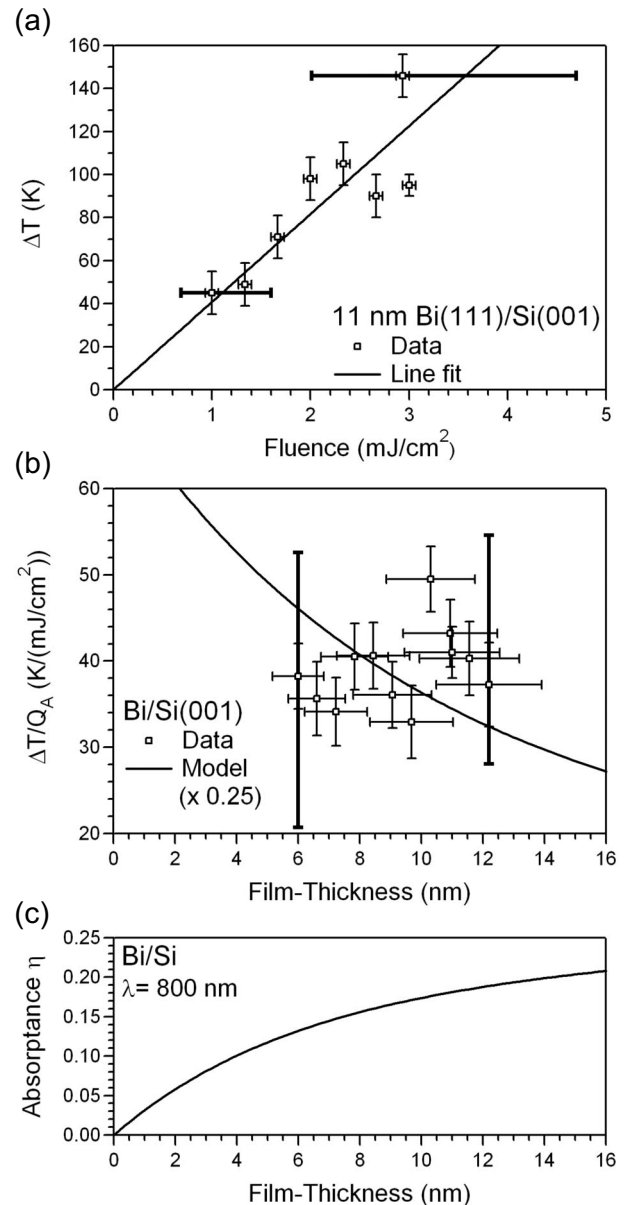 (a)
160
140
120
100
80
60
40
20
0
ΔT (K)
11 nm Bi(111)/Si(001)
Data
Line fit
0 1 2 3 4 5
Fluence (mJ/cm²)
(b)
60
50
40
30
20
ΔT/Q_A (K/(mJ/cm²))
Bi/Si(001)
Data
Model
(x 0.25)
0 2 4 6 8 10 12 14 16
Film-Thickness (nm)
(c)
0.25
0.20
0.15
0.10
0.05
0.00
Absorptance η
Bi/Si
λ= 800 nm
0 2 4 6 8 10 12 14 16
Film-Thickness (nm)